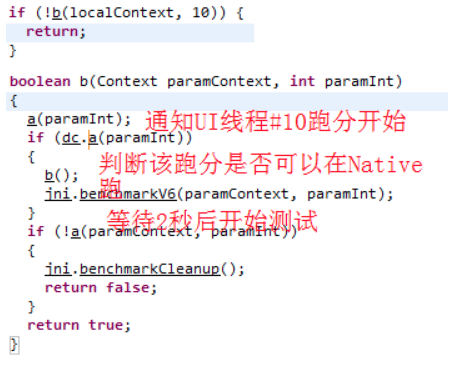 if (!b(localContext, 10)) {
return;
}
boolean b(Context paramContext, int paramInt)
{
a(paramInt); 通知UI线程#10跑分开始
if (dc.a(paramInt))
{ 判断该跑分是否可以在Native
b(); 跑
jni.benchmarkV6(paramContext, paramInt);
} 等待2秒后开始测试
if (!a(paramContext, paramInt))
{
jni.benchmarkCleanup();
return false;
}
return true;
}